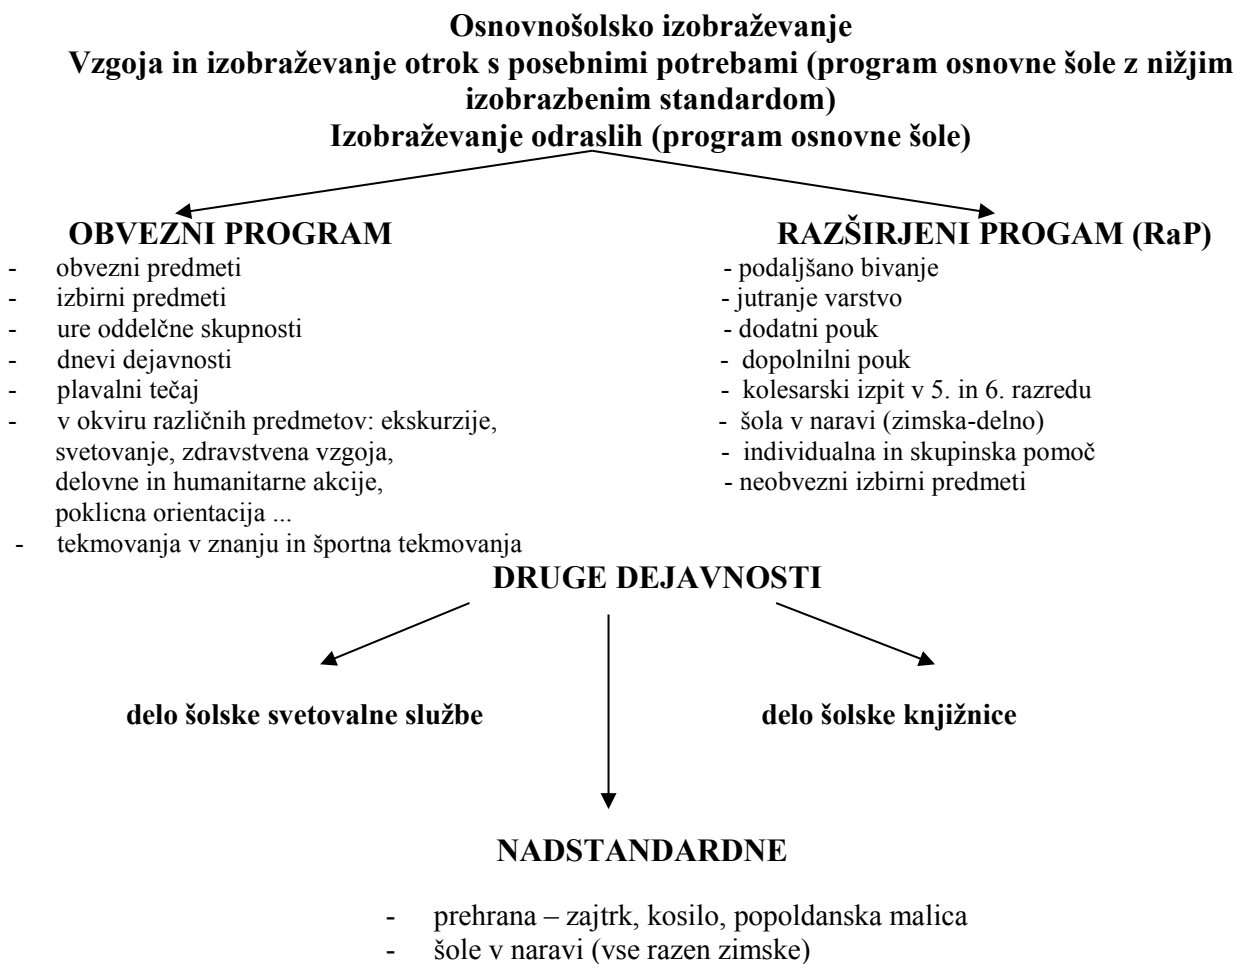 Osnovnošolsko izobraževanje
Vzgoja in izobraževanje otrok s posebnimi potrebami (program osnovne šole z nižjim
izobrazbenim standardom)
Izobraževanje odraslih (program osnovne šole)
OBVEZNI PROGRAM
- obvezni predmeti
- izbirni predmeti
- ure oddelčne skupnosti
- dnevi dejavnosti
- plavalni tečaj
- v okviru različnih predmetov: ekskurzije,
svetovanje, zdravstvena vzgoja,
delovne in humanitarne akcije,
poklicna orientacija ...
- tekmovanja v znanju in športna tekmovanja
RAZŠIRJENI PROGAM (RaP)
- podaljšano bivanje
- jutranje varstvo
- dodatni pouk
- dopolnilni pouk
- kolesarski izpit v 5. in 6. razredu
- šola v naravi (zimska-delno)
- individualna in skupinska pomoč
- neobvezni izbirni predmeti
DRUGE DEJAVNOSTI
delo šolske svetovalne službe
delo šolske knjižnice
NADSTANDARDNE
- prehrana – zajtrk, kosilo, popoldanska malica
- šole v naravi (vse razen zimske)